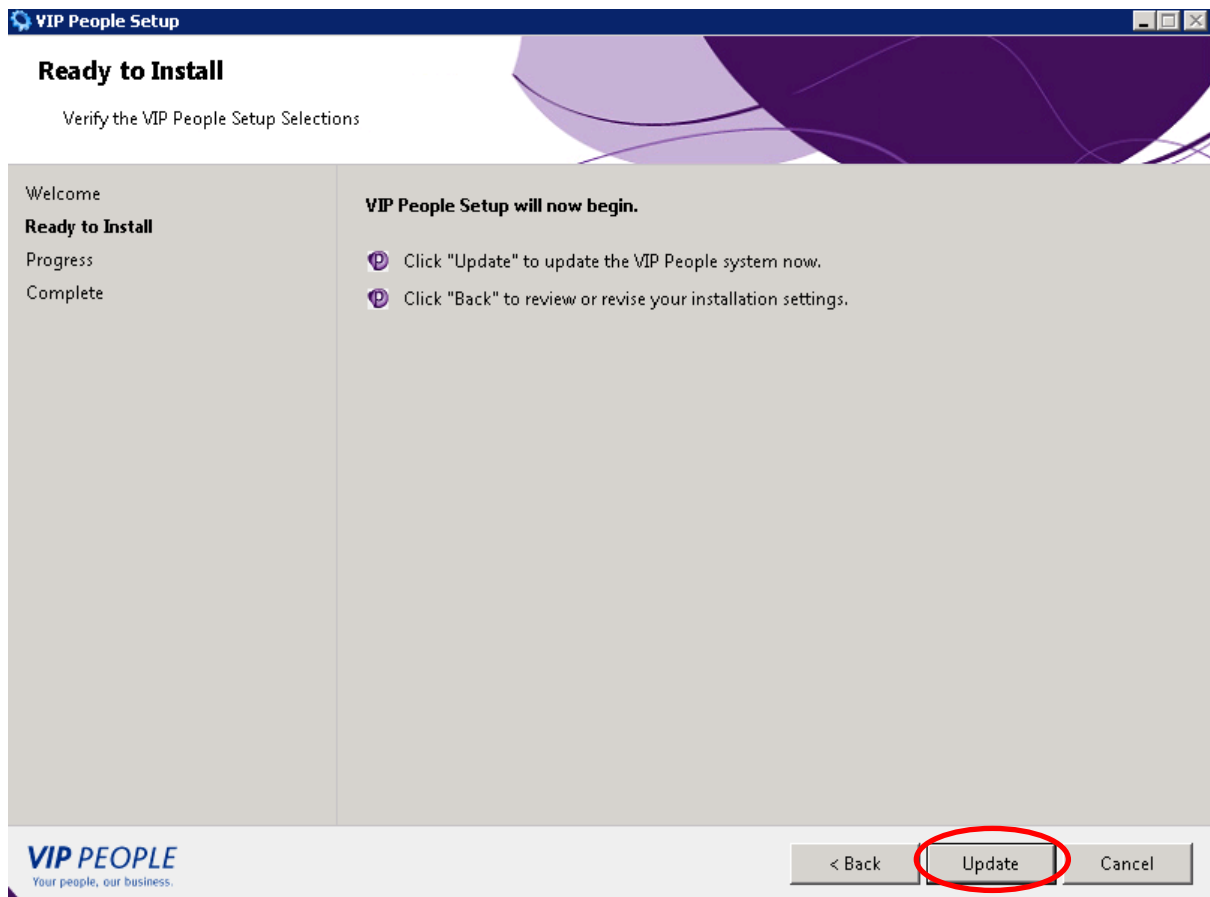 VIP People Setup
Ready to Install
Verify the VIP People Setup Selections
Welcome
Ready to Install
Progress
Complete
VIP People Setup will now begin.
Click "Update" to update the VIP People system now.
Click "Back" to review or revise your installation settings.
VIP PEOPLE
Your people, our business.
< Back
Update
Cancel